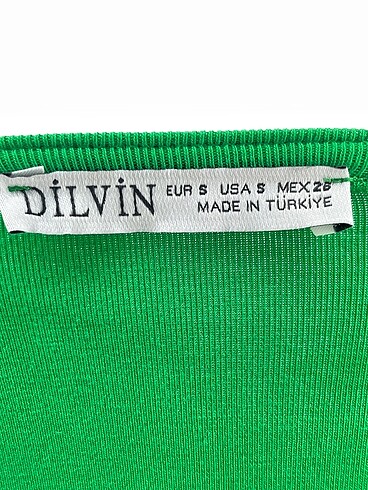 DİLVİN
EUR S USA S MEX 26
MADE IN TÜRKİYE